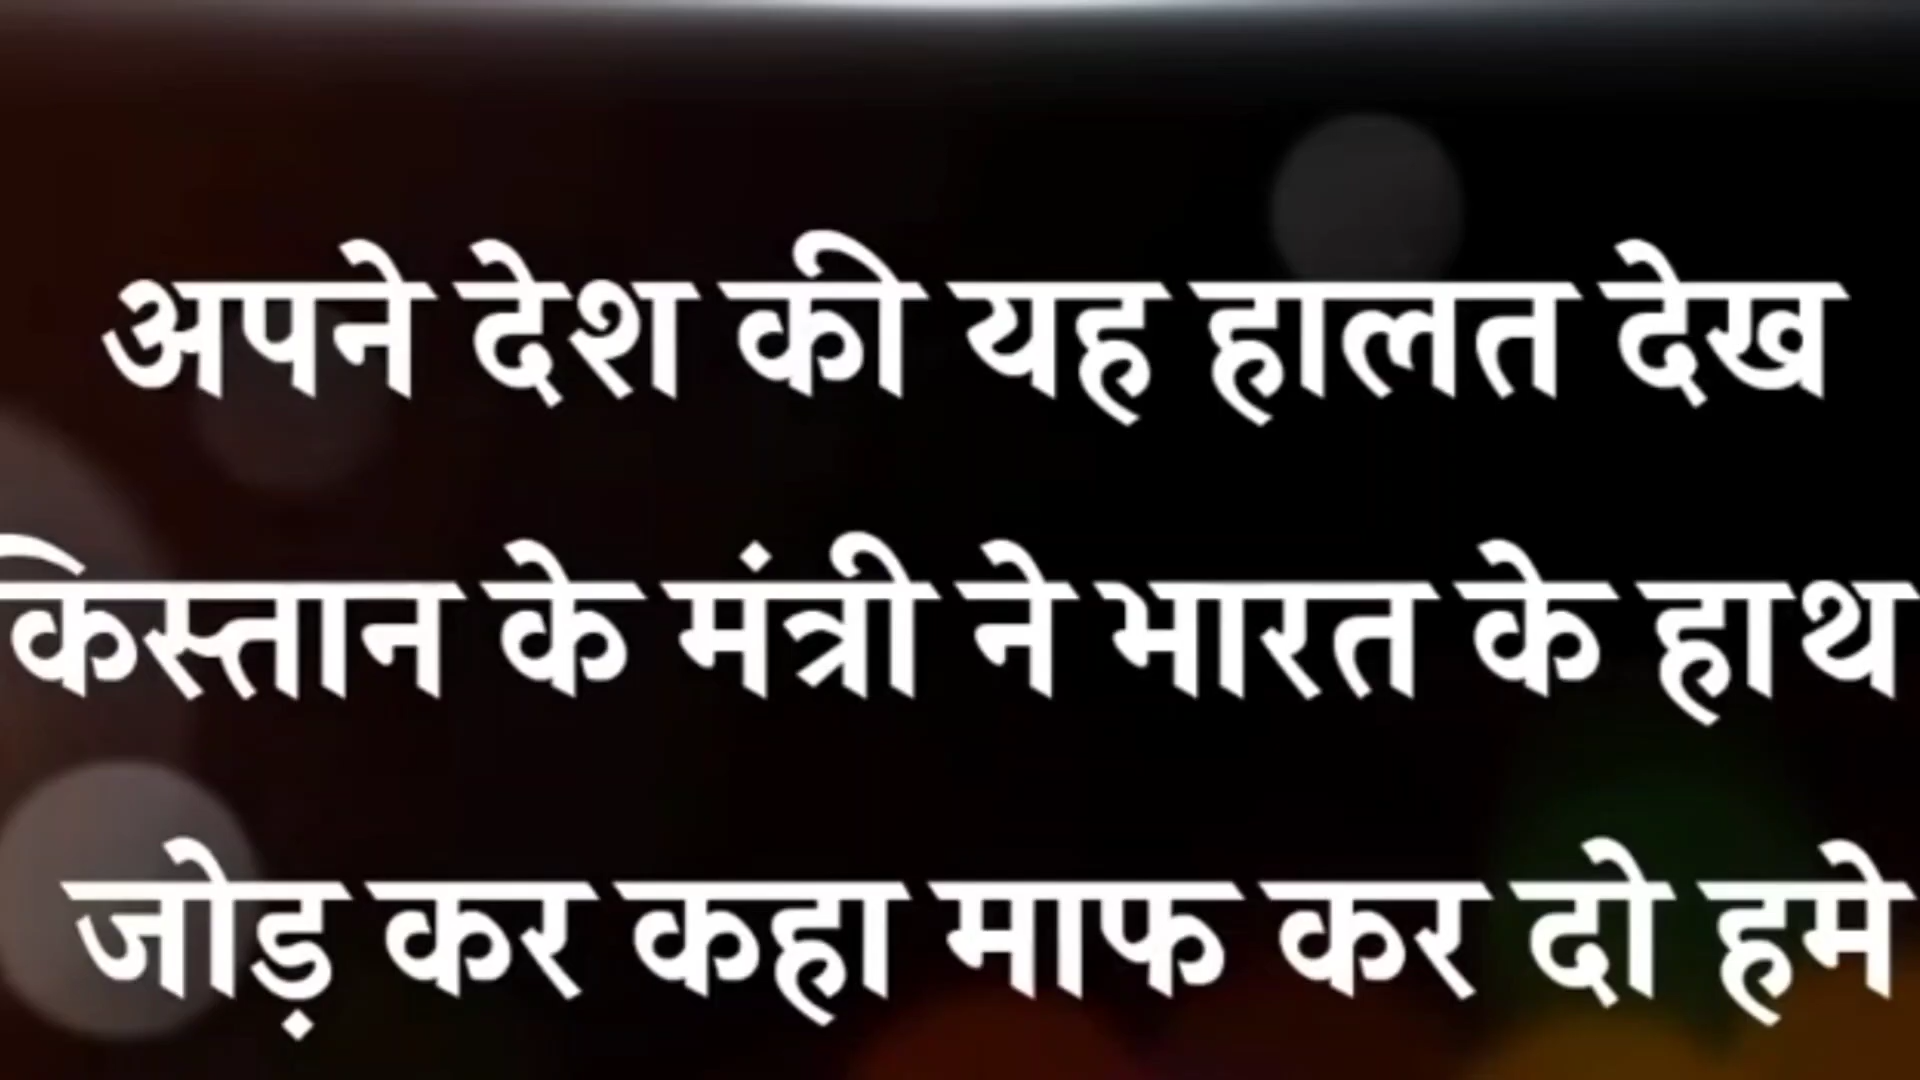 अपने देश की यह हालत देख
किस्तान के मंत्री ने भारत के हाथ
जोड़ कर कहा माफ कर दो हमे